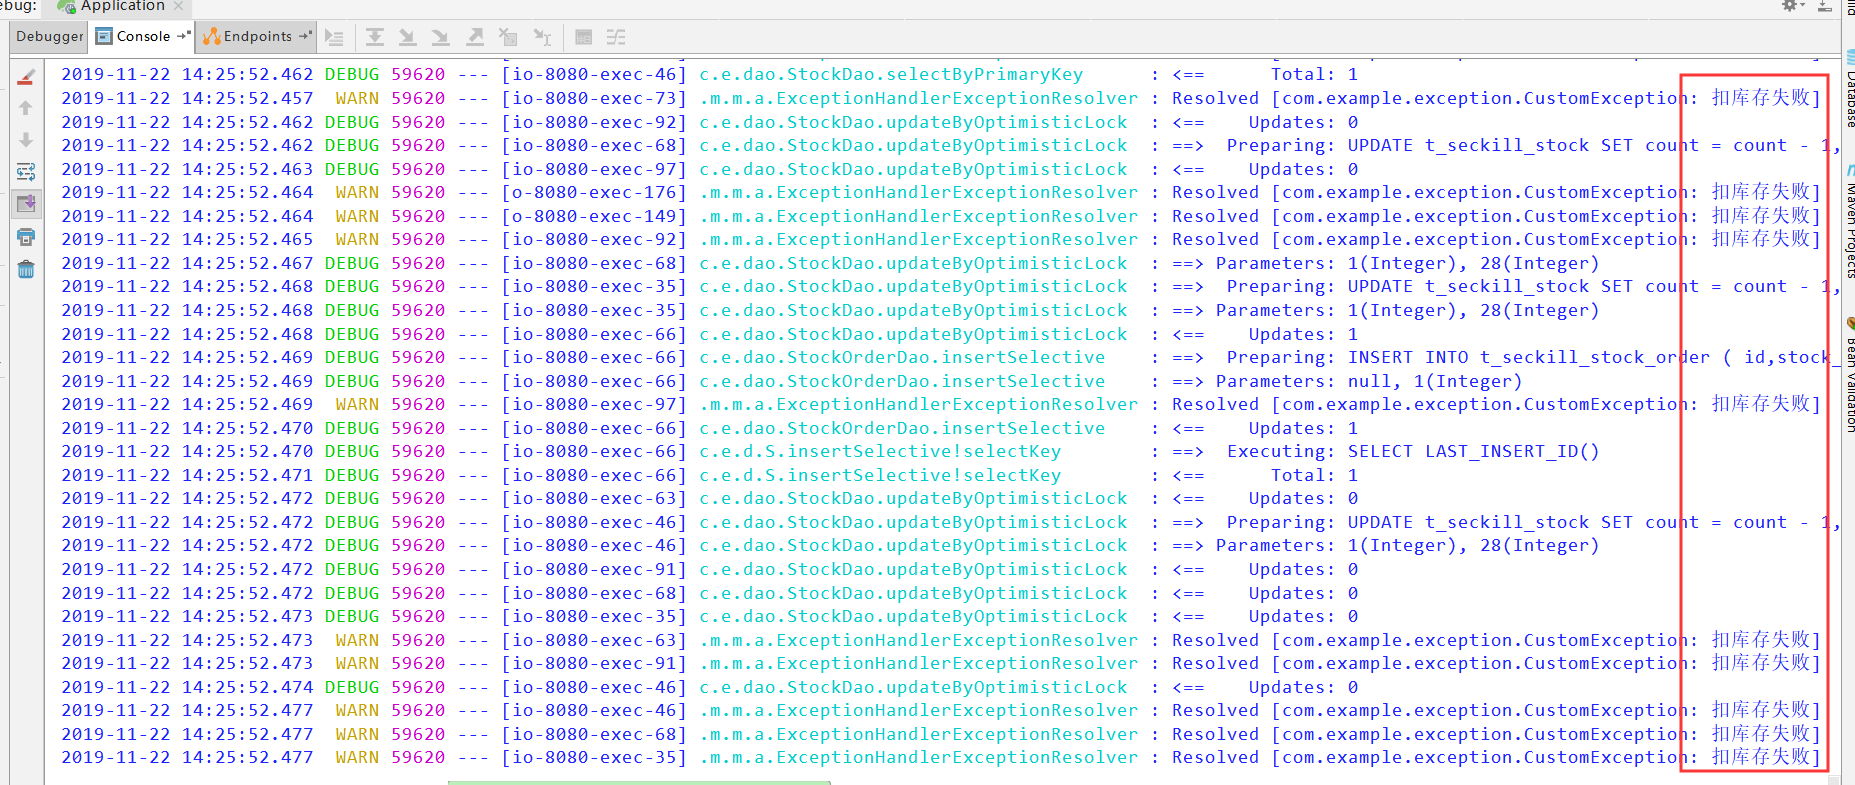 ebug: Application ×
Debugger Console Endpoints
2019-11-22 14:25:52.462 DEBUG 59620 --- [io-8080-exec-46] c.e.dao.StockDao.selectByPrimaryKey : <== Total: 1
2019-11-22 14:25:52.457 WARN 59620 --- [io-8080-exec-73] .m.m.a.ExceptionHandlerExceptionResolver : Resolved [com.example.exception.CustomException: 扣库存失败]
2019-11-22 14:25:52.462 DEBUG 59620 --- [io-8080-exec-92] c.e.dao.StockDao.updateByOptimisticLock : <== Updates: 0
2019-11-22 14:25:52.462 DEBUG 59620 --- [io-8080-exec-68] c.e.dao.StockDao.updateByOptimisticLock : ==> Preparing: UPDATE t_seckill_stock SET count = count - 1,
2019-11-22 14:25:52.463 DEBUG 59620 --- [io-8080-exec-97] c.e.dao.StockDao.updateByOptimisticLock : <== Updates: 0
2019-11-22 14:25:52.464 WARN 59620 --- [o-8080-exec-176] .m.m.a.ExceptionHandlerExceptionResolver : Resolved [com.example.exception.CustomException: 扣库存失败]
2019-11-22 14:25:52.464 WARN 59620 --- [o-8080-exec-149] .m.m.a.ExceptionHandlerExceptionResolver : Resolved [com.example.exception.CustomException: 扣库存失败]
2019-11-22 14:25:52.465 WARN 59620 --- [io-8080-exec-92] .m.m.a.ExceptionHandlerExceptionResolver : Resolved [com.example.exception.CustomException: 扣库存失败]
2019-11-22 14:25:52.467 DEBUG 59620 --- [io-8080-exec-68] c.e.dao.StockDao.updateByOptimisticLock : ==> Parameters: 1(Integer), 28(Integer)
2019-11-22 14:25:52.468 DEBUG 59620 --- [io-8080-exec-35] c.e.dao.StockDao.updateByOptimisticLock : ==> Preparing: UPDATE t_seckill_stock SET count = count - 1,
2019-11-22 14:25:52.468 DEBUG 59620 --- [io-8080-exec-35] c.e.dao.StockDao.updateByOptimisticLock : ==> Parameters: 1(Integer), 28(Integer)
2019-11-22 14:25:52.468 DEBUG 59620 --- [io-8080-exec-66] c.e.dao.StockDao.updateByOptimisticLock : <== Updates: 1
2019-11-22 14:25:52.469 DEBUG 59620 --- [io-8080-exec-66] c.e.dao.StockOrderDao.insertSelective : ==> Preparing: INSERT INTO t_seckill_stock_order ( id,stock_
2019-11-22 14:25:52.469 DEBUG 59620 --- [io-8080-exec-66] c.e.dao.StockOrderDao.insertSelective : ==> Parameters: null, 1(Integer)
2019-11-22 14:25:52.469 WARN 59620 --- [io-8080-exec-97] .m.m.a.ExceptionHandlerExceptionResolver : Resolved [com.example.exception.CustomException: 扣库存失败]
2019-11-22 14:25:52.470 DEBUG 59620 --- [io-8080-exec-66] c.e.dao.StockOrderDao.insertSelective : <== Updates: 1
2019-11-22 14:25:52.470 DEBUG 59620 --- [io-8080-exec-66] c.e.d.S.insertSelective!selectKey : ==> Executing: SELECT LAST_INSERT_ID()
2019-11-22 14:25:52.471 DEBUG 59620 --- [io-8080-exec-66] c.e.d.S.insertSelective!selectKey : <== Total: 1
2019-11-22 14:25:52.472 DEBUG 59620 --- [io-8080-exec-63] c.e.dao.StockDao.updateByOptimisticLock : <== Updates: 0
2019-11-22 14:25:52.472 DEBUG 59620 --- [io-8080-exec-46] c.e.dao.StockDao.updateByOptimisticLock : ==> Preparing: UPDATE t_seckill_stock SET count = count - 1,
2019-11-22 14:25:52.472 DEBUG 59620 --- [io-8080-exec-46] c.e.dao.StockDao.updateByOptimisticLock : ==> Parameters: 1(Integer), 28(Integer)
2019-11-22 14:25:52.472 DEBUG 59620 --- [io-8080-exec-91] c.e.dao.StockDao.updateByOptimisticLock : <== Updates: 0
2019-11-22 14:25:52.472 DEBUG 59620 --- [io-8080-exec-68] c.e.dao.StockDao.updateByOptimisticLock : <== Updates: 0
2019-11-22 14:25:52.473 DEBUG 59620 --- [io-8080-exec-35] c.e.dao.StockDao.updateByOptimisticLock : <== Updates: 0
2019-11-22 14:25:52.473 WARN 59620 --- [io-8080-exec-63] .m.m.a.ExceptionHandlerExceptionResolver : Resolved [com.example.exception.CustomException: 扣库存失败]
2019-11-22 14:25:52.473 WARN 59620 --- [io-8080-exec-91] .m.m.a.ExceptionHandlerExceptionResolver : Resolved [com.example.exception.CustomException: 扣库存失败]
2019-11-22 14:25:52.474 DEBUG 59620 --- [io-8080-exec-46] c.e.dao.StockDao.updateByOptimisticLock : <== Updates: 0
2019-11-22 14:25:52.477 WARN 59620 --- [io-8080-exec-46] .m.m.a.ExceptionHandlerExceptionResolver : Resolved [com.example.exception.CustomException: 扣库存失败]
2019-11-22 14:25:52.477 WARN 59620 --- [io-8080-exec-68] .m.m.a.ExceptionHandlerExceptionResolver : Resolved [com.example.exception.CustomException: 扣库存失败]
2019-11-22 14:25:52.477 WARN 59620 --- [io-8080-exec-35] .m.m.a.ExceptionHandlerExceptionResolver : Resolved [com.example.exception.CustomException: 扣库存失败]
Database
Maven Projects
Bean Validation